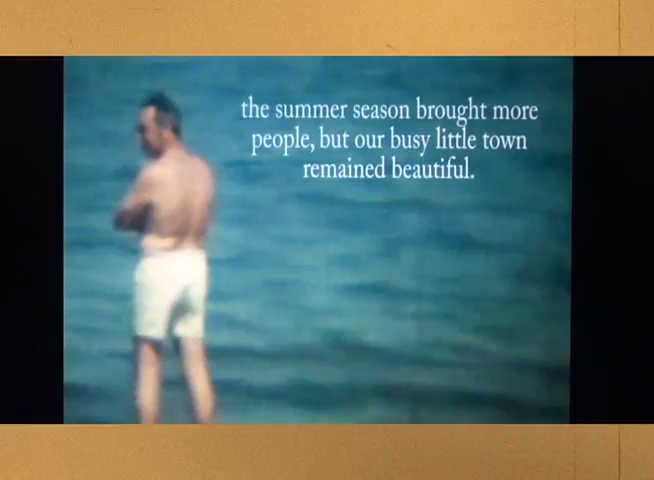 the summer season brought more
people, but our busy little town
remained beautiful.